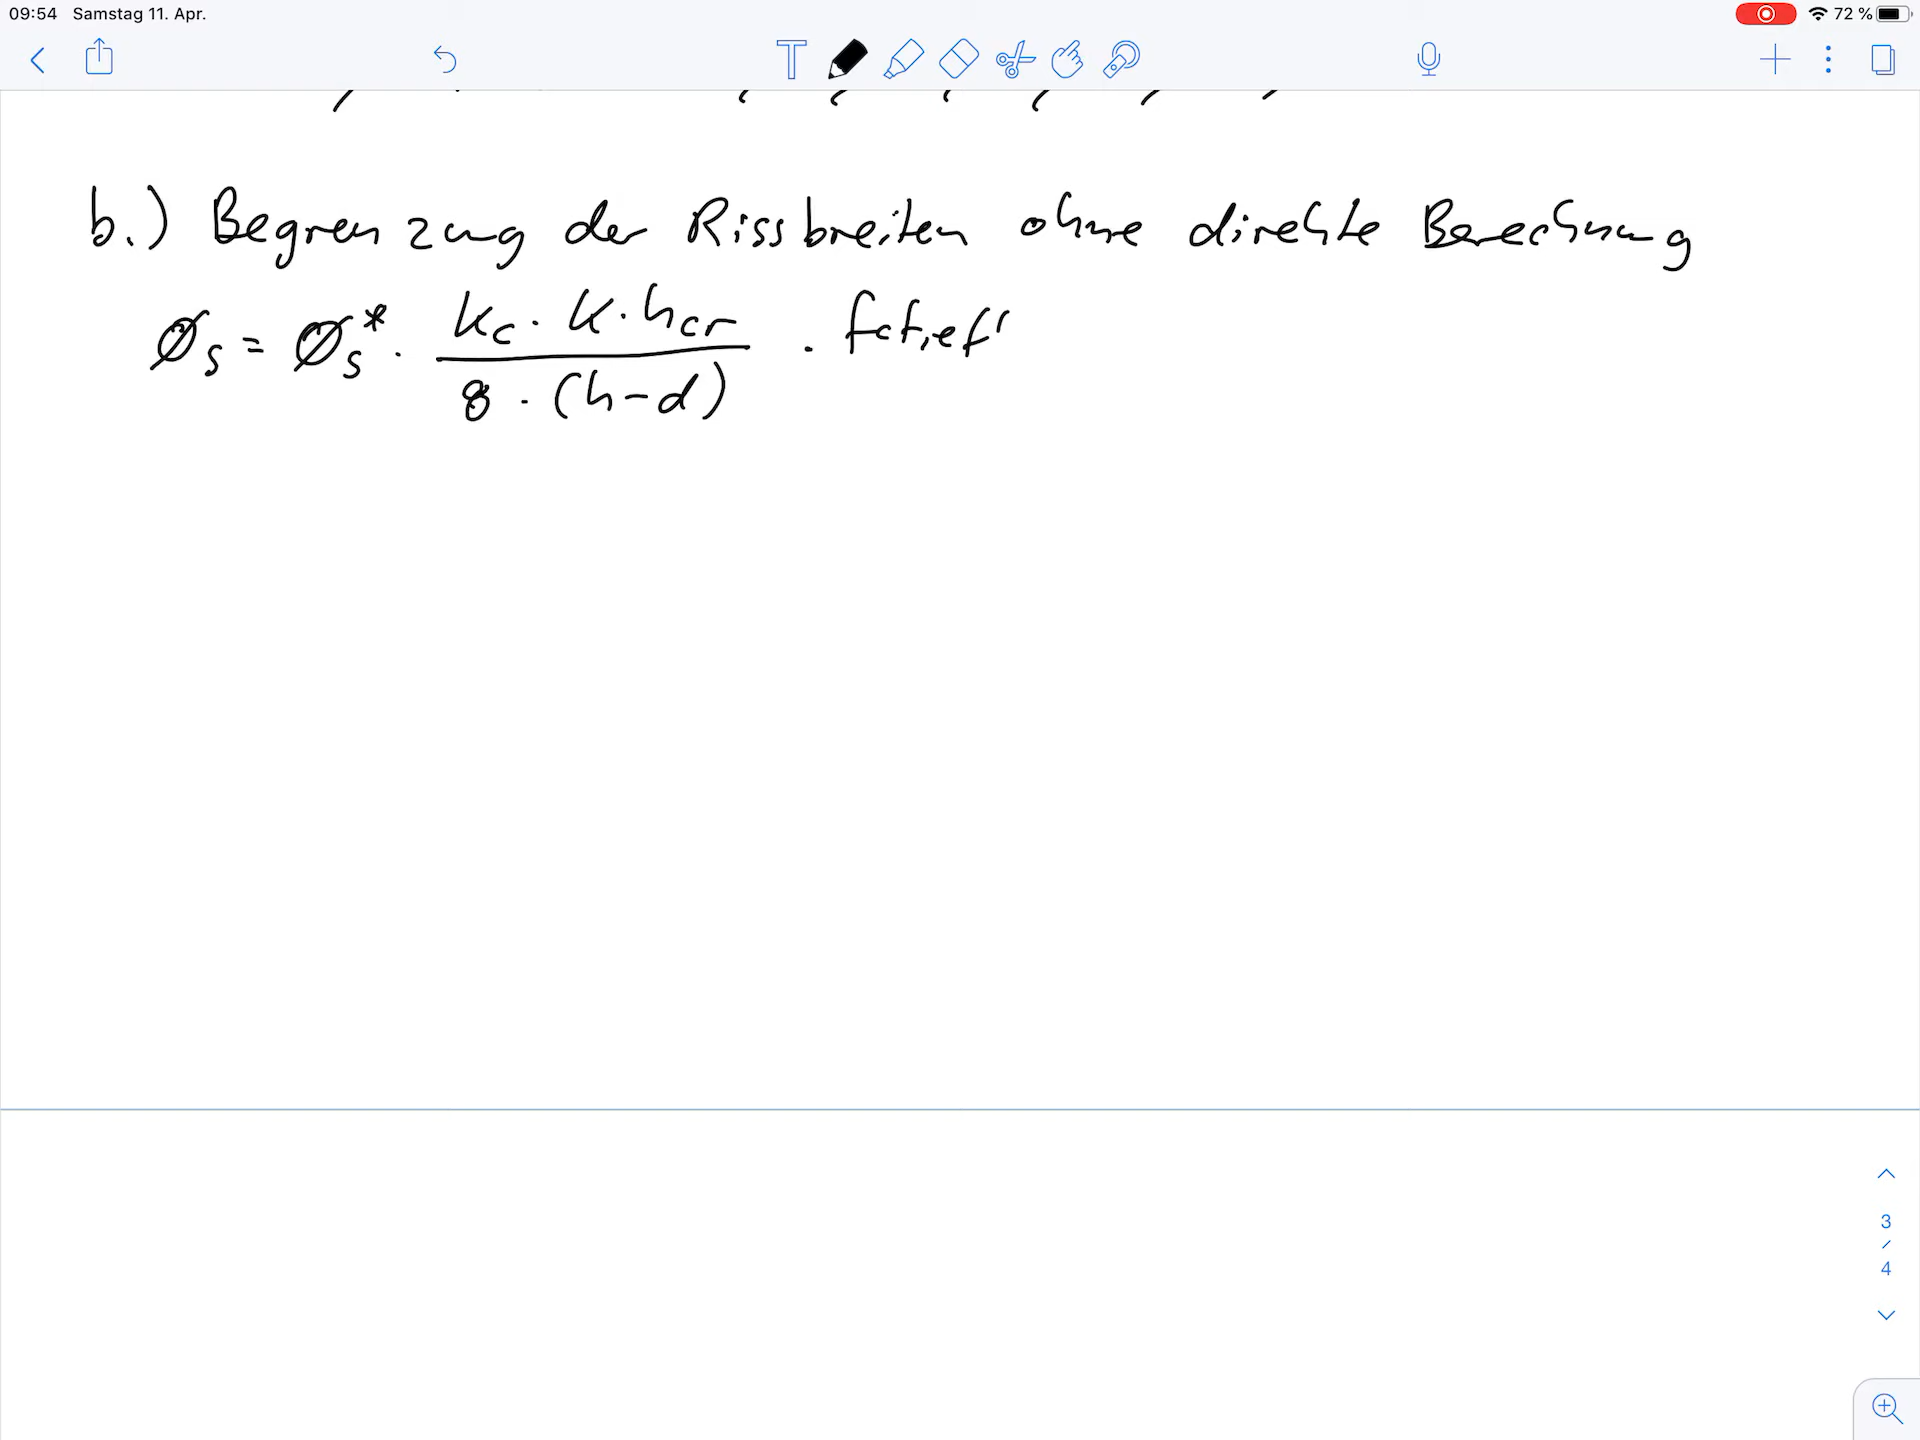 09:54 Samstag 11. Apr. 72 %
T
b.) Begrenzung der Rissbreiten ohne direkte Berechnung
Øs = Øs* · (kc · k · hcr) / (8 · (h-d)) · fct,eff
3
/
4